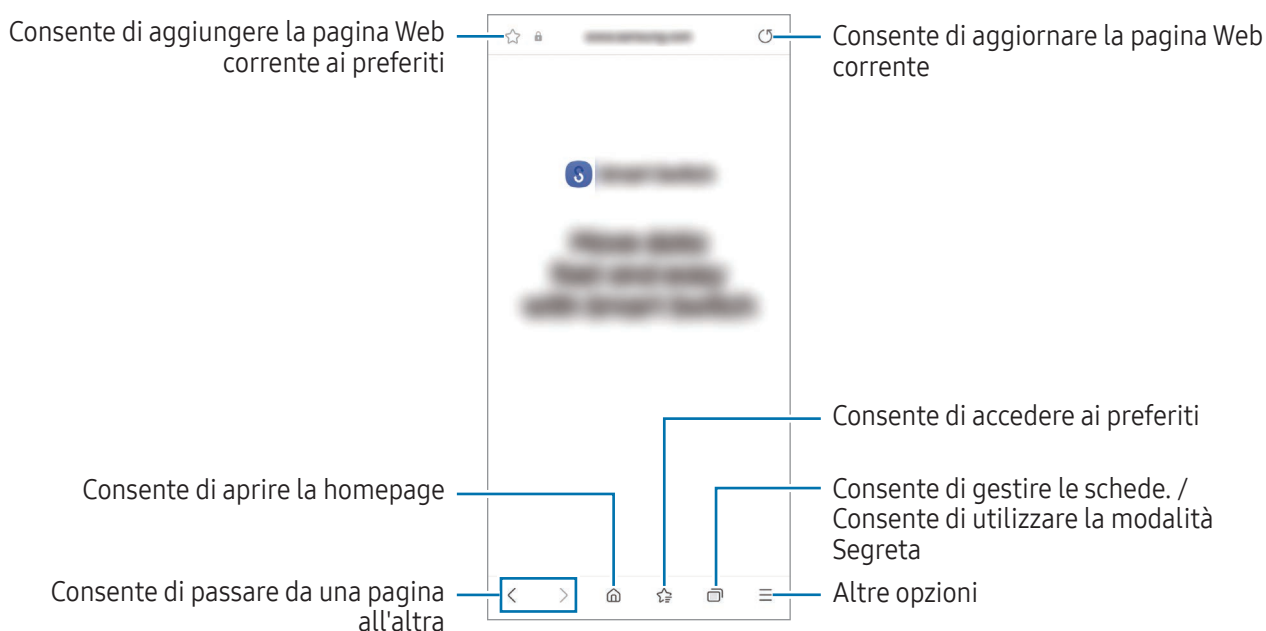 Consente di aggiungere la pagina Web
corrente ai preferiti
Consente di aggiornare la pagina Web
corrente
Consente di accedere ai preferiti
Consente di aprire la homepage
Consente di gestire le schede. /
Consente di utilizzare la modalità
Segreta
Consente di passare da una pagina
all'altra
Altre opzioni